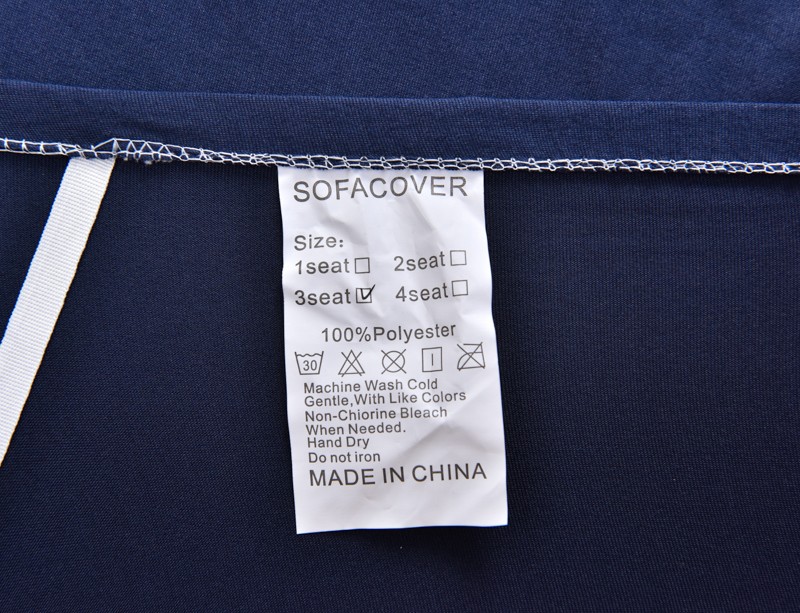 SOFACOVER
Size:
1seat☐ 2seat☐
3seat☑ 4seat☐
100%Polyester
30
Machine Wash Cold
Gentle,With Like Colors
Non-Chiorine Bleach
When Needed.
Hand Dry
Do not iron
MADE IN CHINA